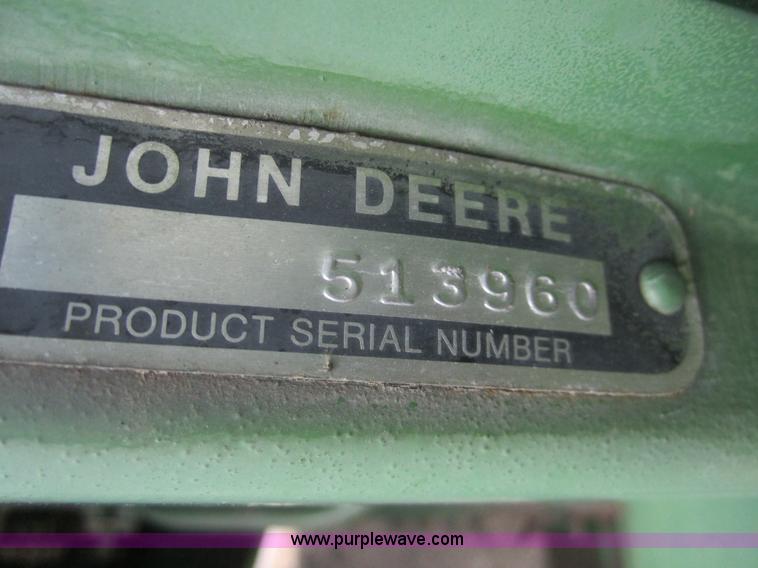 JOHN DEERE
513960
PRODUCT SERIAL NUMBER
www.purplewave.com